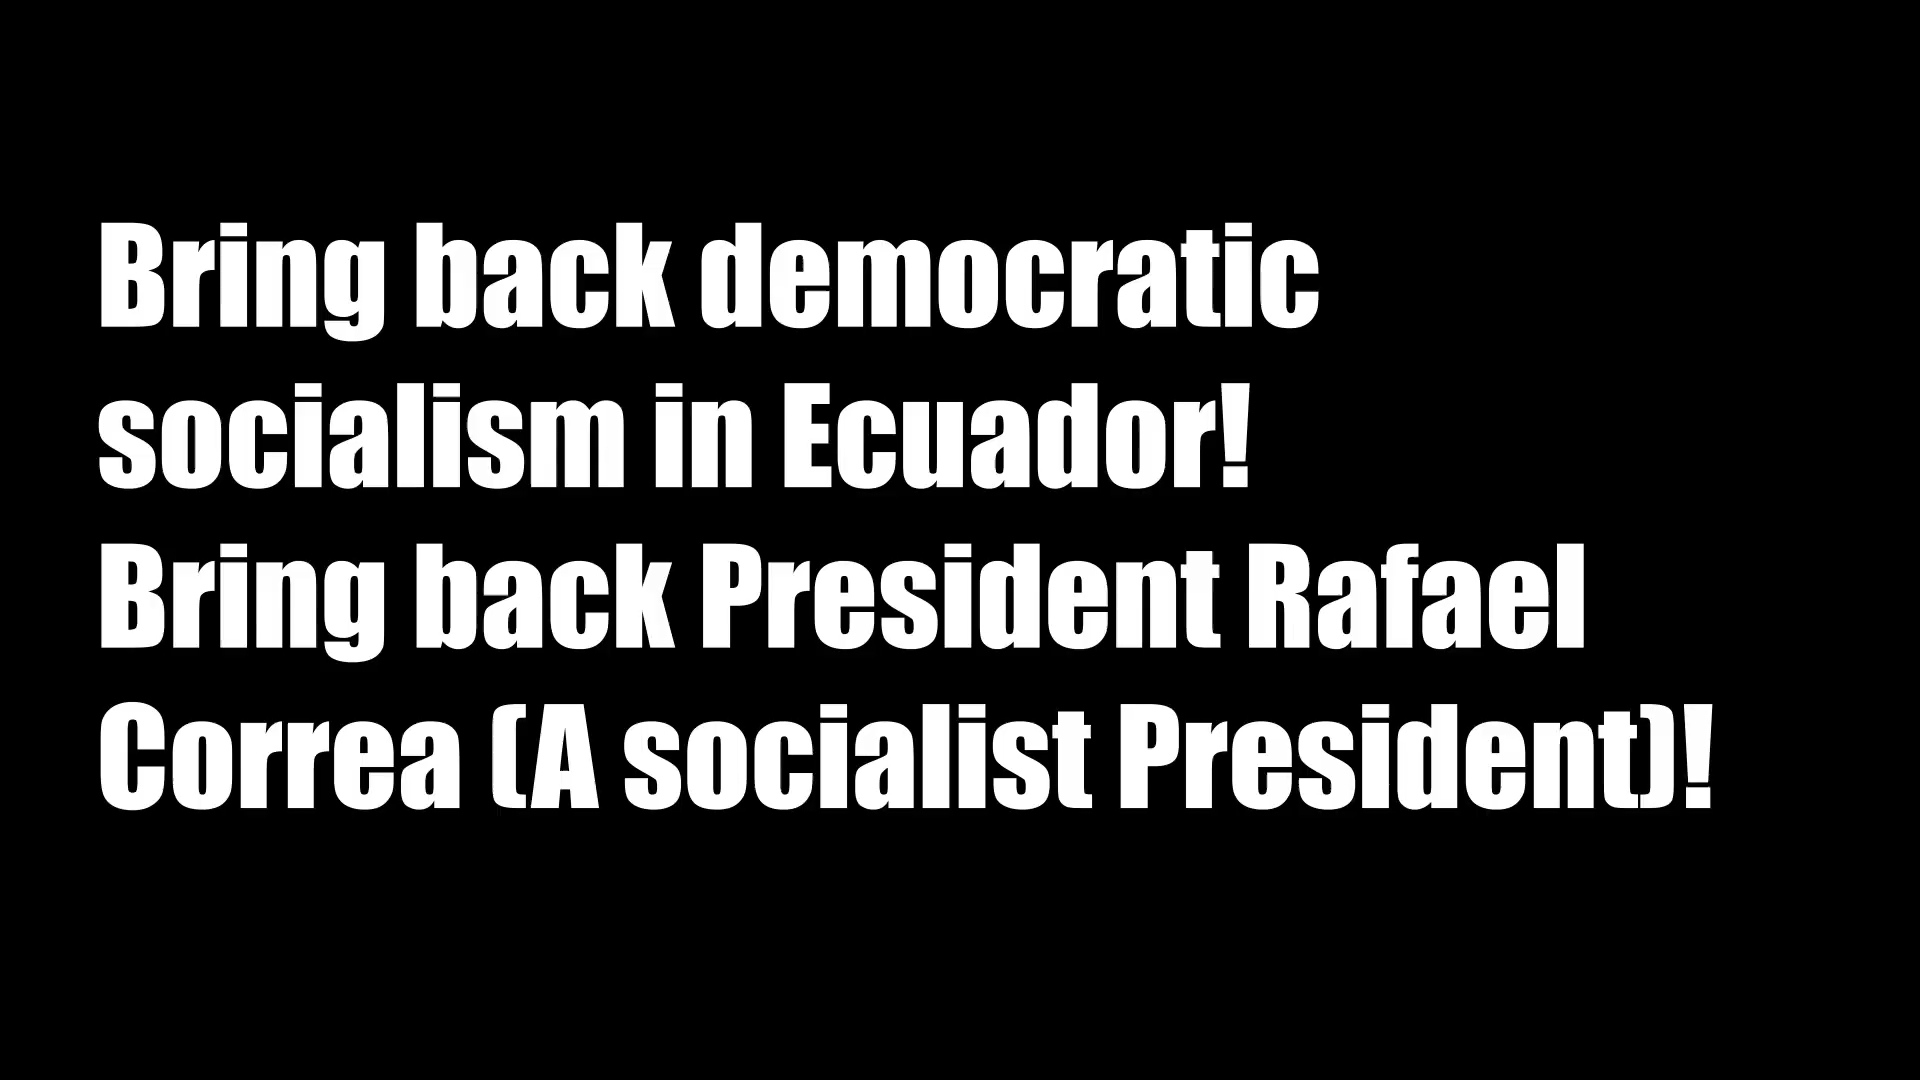 Bring back democratic
socialism in Ecuador!
Bring back President Rafael
Correa (A socialist President)!